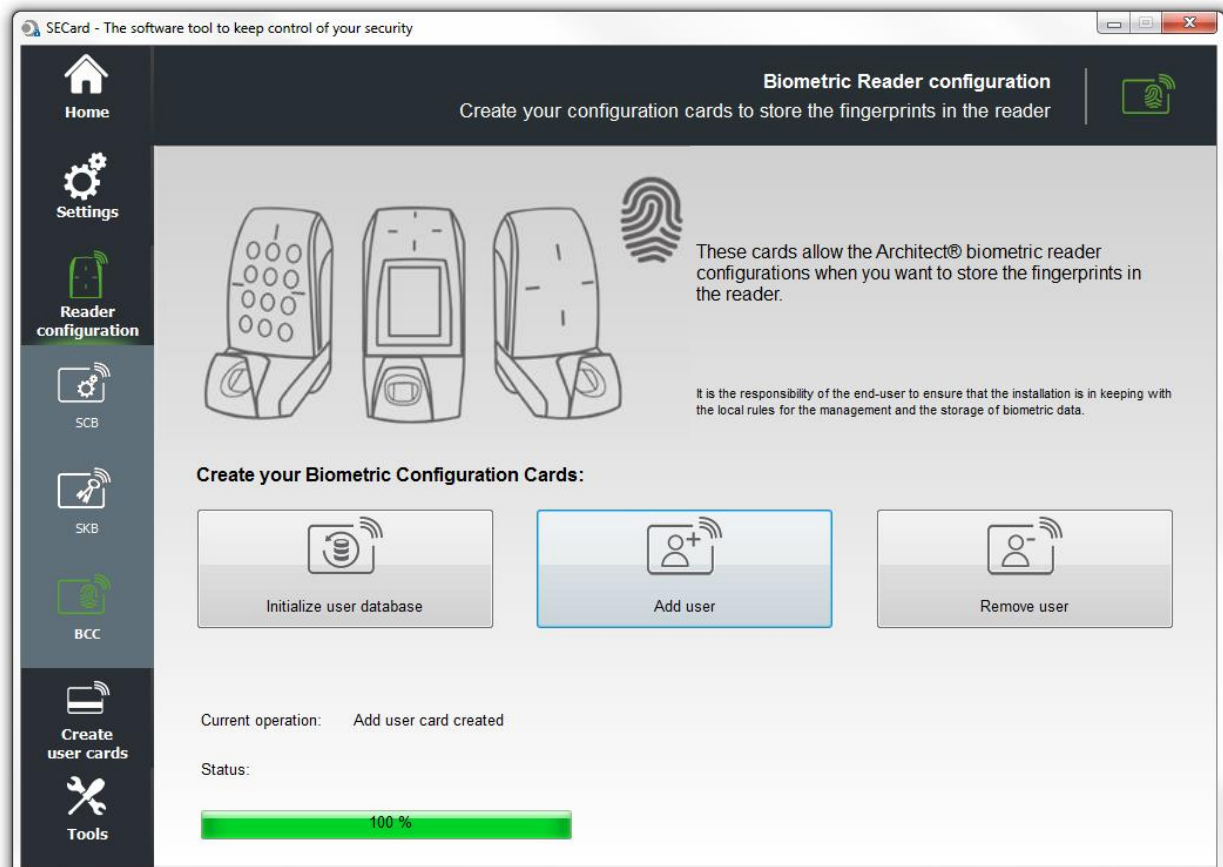 SECard - The software tool to keep control of your security
Home
Biometric Reader configuration
Create your configuration cards to store the fingerprints in the reader
Settings
Reader
configuration
These cards allow the Architect® biometric reader
configurations when you want to store the fingerprints in
the reader.
SCB
It is the responsibility of the end-user to ensure that the installation is in keeping with
the local rules for the management and the storage of biometric data.
SKB
Create your Biometric Configuration Cards:
Initialize user database
Add user
Remove user
BCC
Create
user cards
Current operation: Add user card created
Status:
100 %
Tools